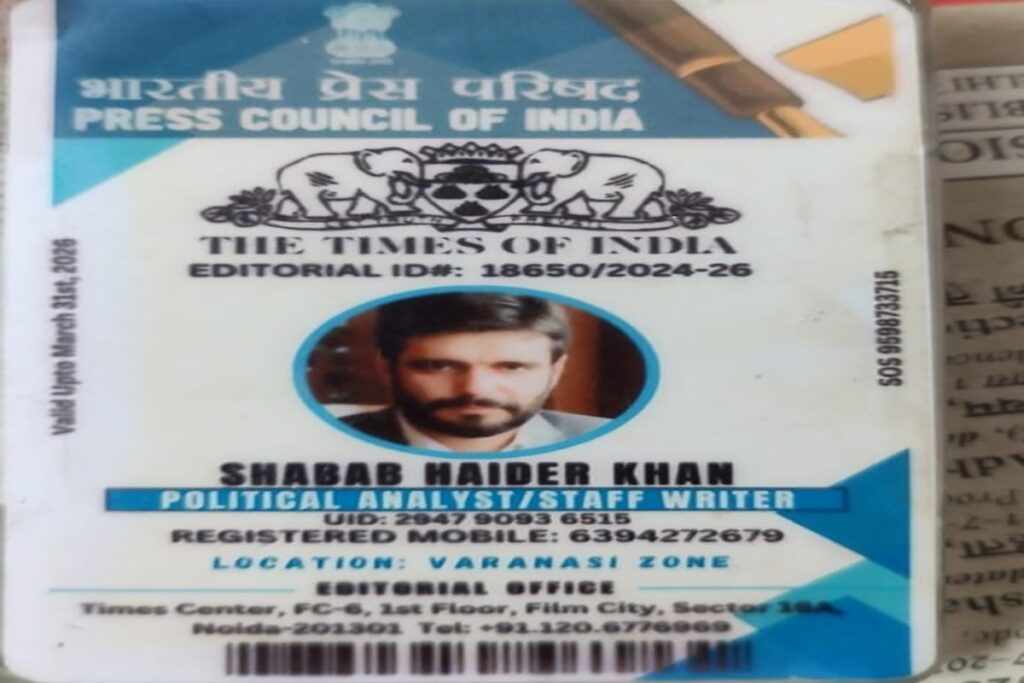 भारतीय प्रेस परिषद
PRESS COUNCIL OF INDIA
LET TRUTH PREVAIL
THE TIMES OF INDIA
EDITORIAL ID#: 18650/2024-26
Valid Upto March 31st, 2026
SOS 9598733715
SHABAB HAIDER KHAN
POLITICAL ANALYST/STAFF WRITER
UID: 2947 9093 6515
REGISTERED MOBILE: 6394272679
LOCATION: VARANASI ZONE
EDITORIAL OFFICE
Times Center, FC-6, 1st Floor, Film City, Sector 16A,
Noida-201301 Tel: +91.120.6776969